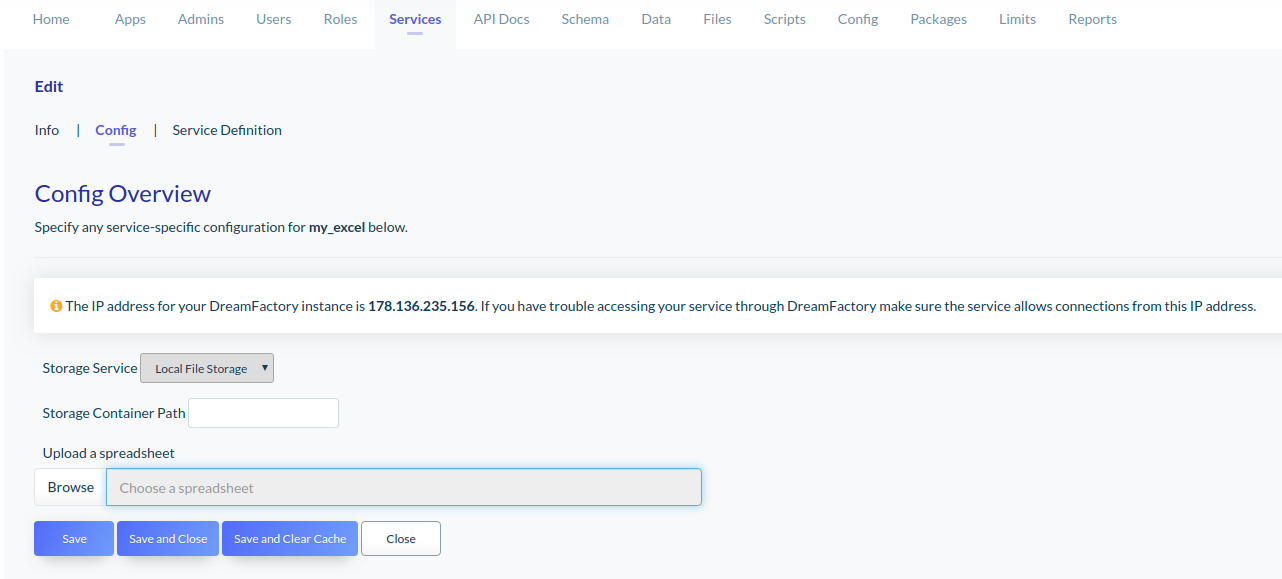 Home Apps Admins Users Roles Services API Docs Schema Data Files Scripts Config Packages Limits Reports
Edit
Info | Config | Service Definition
Config Overview
Specify any service-specific configuration for my_excel below.
The IP address for your DreamFactory instance is 178.136.235.156. If you have trouble accessing your service through DreamFactory make sure the service allows connections from this IP address.
Storage Service Local File Storage
Storage Container Path
Upload a spreadsheet
Browse Choose a spreadsheet
Save Save and Close Save and Clear Cache Close